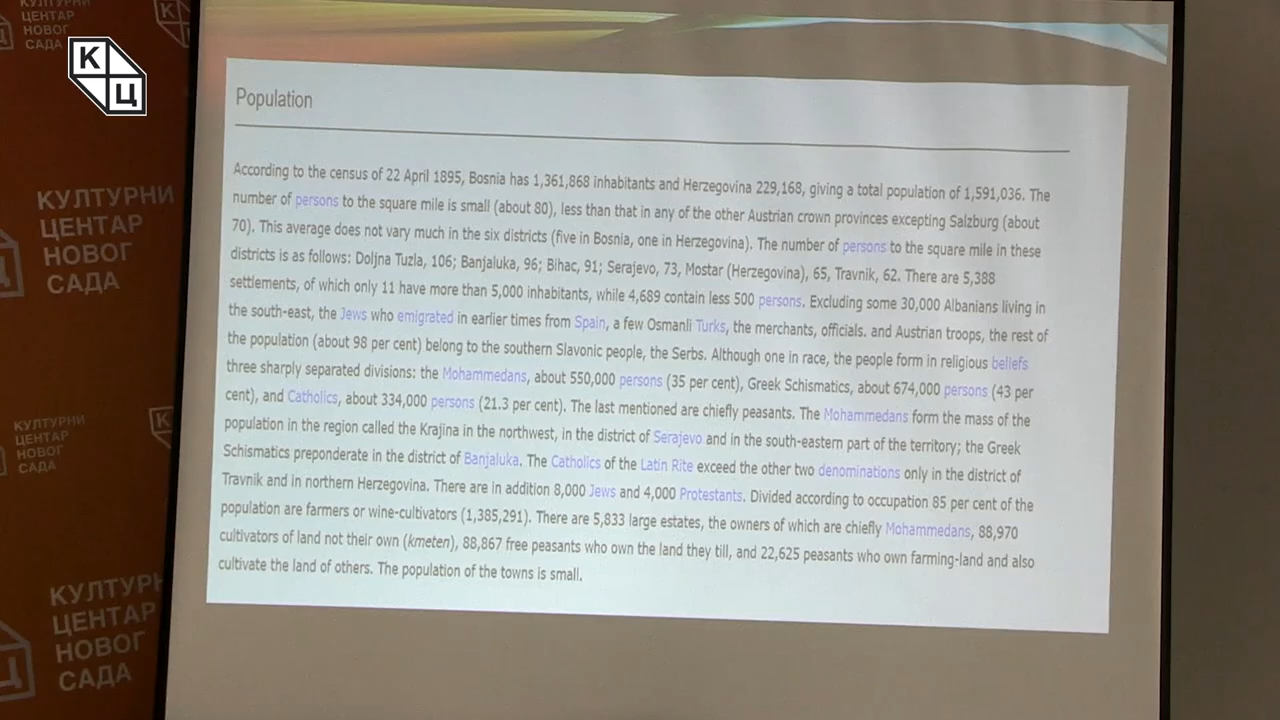 КУЛТУРНИ
ЦЕНТАР
НОВОГ
САДА
К
Ц
КУЛТУРНИ
ЦЕНТАР
НОВОГ
САДА
КУЛТУРНИ
ЦЕНТАР
НОВОГ
САДА
КУЛТУРН
ЦЕНТАР
НОВОГ
САДА
Population
According to the census of 22 April 1895, Bosnia has 1,361,868 inhabitants and Herzegovina 229,168, giving a total population of 1,591,036. The
number of persons to the square mile is small (about 80), less than that in any of the other Austrian crown provinces excepting Salzburg (about
70). This average does not vary much in the six districts (five in Bosnia, one in Herzegovina). The number of persons to the square mile in these
districts is as follows: Doljna Tuzla, 106; Banjaluka, 96; Bihac, 91; Serajevo, 73, Mostar (Herzegovina), 65, Travnik, 62. There are 5,388
settlements, of which only 11 have more than 5,000 inhabitants, while 4,689 contain less 500 persons. Excluding some 30,000 Albanians living in
the south-east, the Jews who emigrated in earlier times from Spain, a few Osmanli Turks, the merchants, officials. and Austrian troops, the rest of
the population (about 98 per cent) belong to the southern Slavonic people, the Serbs. Although one in race, the people form in religious beliefs
three sharply separated divisions: the Mohammedans, about 550,000 persons (35 per cent), Greek Schismatics, about 674,000 persons (43 per
cent), and Catholics, about 334,000 persons (21.3 per cent). The last mentioned are chiefly peasants. The Mohammedans form the mass of the
population in the region called the Krajina in the northwest, in the district of Serajevo and in the south-eastern part of the territory; the Greek
Schismatics preponderate in the district of Banjaluka. The Catholics of the Latin Rite exceed the other two denominations only in the district of
Travnik and in northern Herzegovina. There are in addition 8,000 Jews and 4,000 Protestants. Divided according to occupation 85 per cent of the
population are farmers or wine-cultivators (1,385,291). There are 5,833 large estates, the owners of which are chiefly Mohammedans, 88,970
cultivators of land not their own (kmeten), 88,867 free peasants who own the land they till, and 22,625 peasants who own farming-land and also
cultivate the land of others. The population of the towns is small.